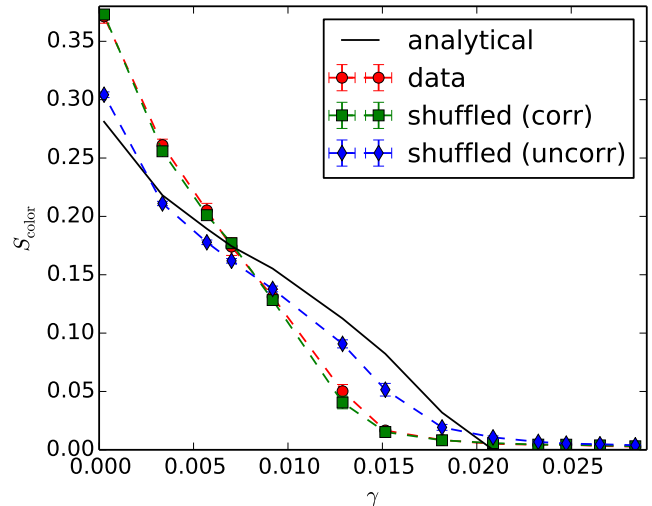 0.35
0.30
0.25
0.20
0.15
0.10
0.05
0.00
S_color
analytical
data
shuffled (corr)
shuffled (uncorr)
0.000 0.005 0.010 0.015 0.020 0.025
γ